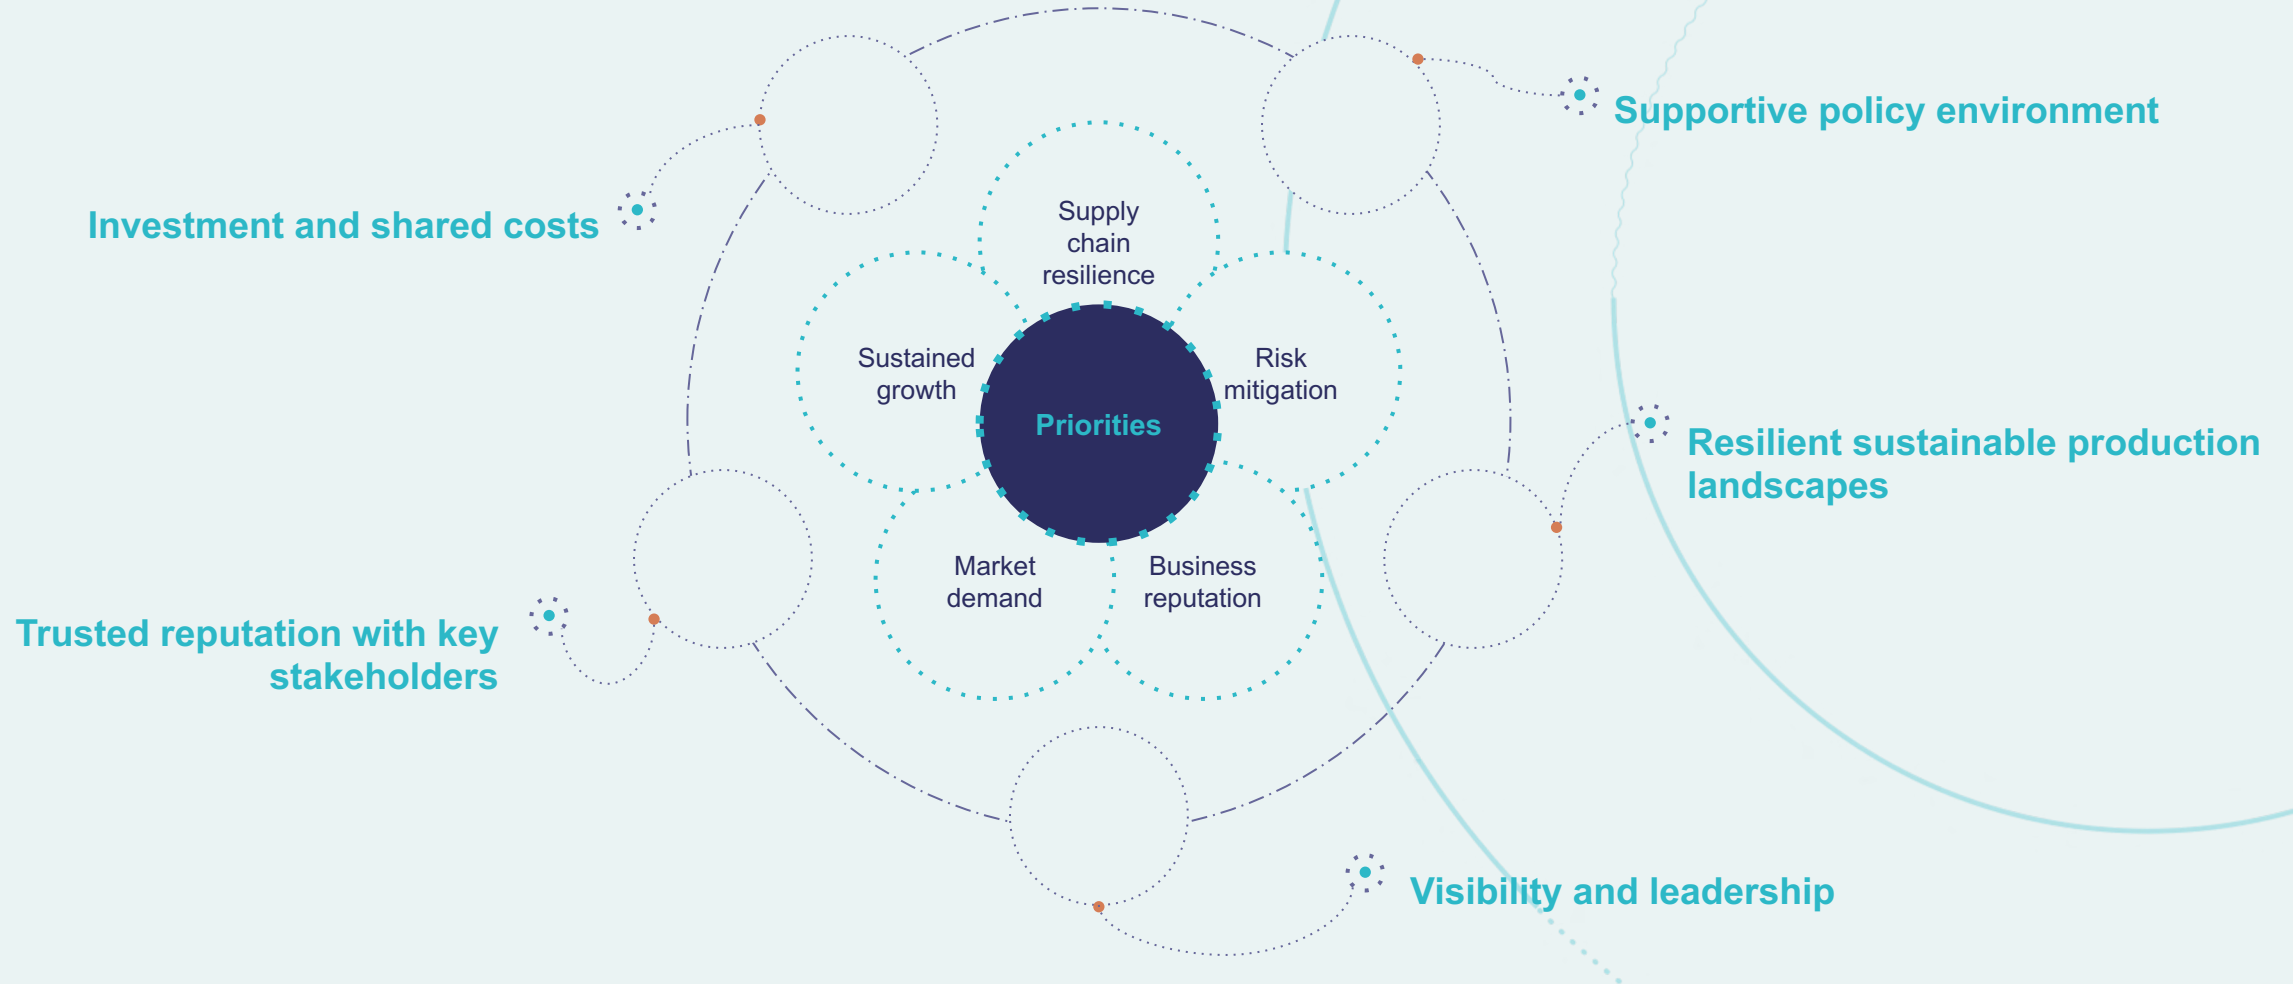 Supportive policy environment
Investment and shared costs
Supply
chain
resilience
Sustained
growth
Risk
mitigation
Priorities
Resilient sustainable production
landscapes
Market
demand
Business
reputation
Trusted reputation with key
stakeholders
Visibility and leadership